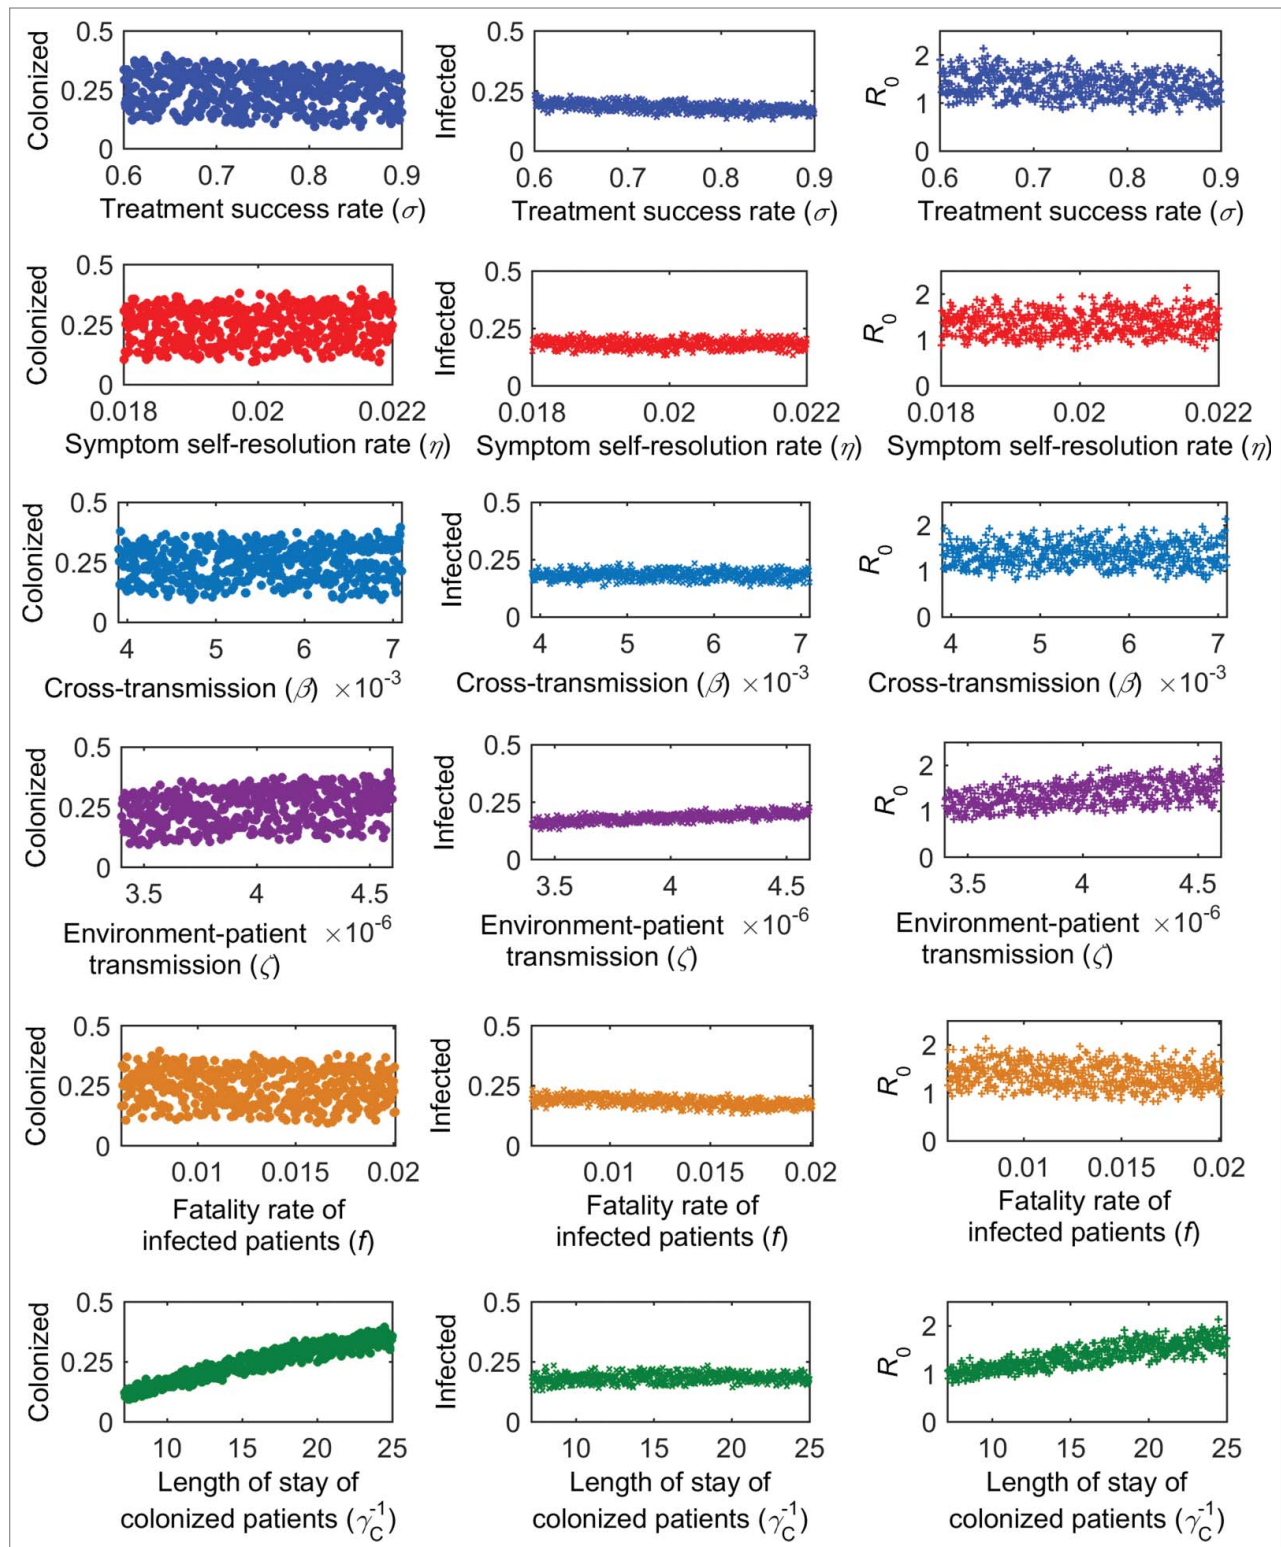 Colonized
0.5
0.25
0
0.6 0.7 0.8 0.9
Treatment success rate (σ)
Infected
0.5
0.25
0
0.6 0.7 0.8 0.9
Treatment success rate (σ)
R0
2
1
0
0.6 0.7 0.8 0.9
Treatment success rate (σ)
Colonized
0.5
0.25
0
0.018 0.02 0.022
Symptom self-resolution rate (η)
Infected
0.5
0.25
0
0.018 0.02 0.022
Symptom self-resolution rate (η)
R0
2
1
0
0.018 0.02 0.022
Symptom self-resolution rate (η)
Colonized
0.5
0.25
0
4 5 6 7
Cross-transmission (β) ×10-3
Infected
0.5
0.25
0
4 5 6 7
Cross-transmission (β) ×10-3
R0
2
1
0
4 5 6 7
Cross-transmission (β) ×10-3
Colonized
0.5
0.25
0
3.5 4 4.5
Environment-patient ×10-6
transmission (ζ)
Infected
0.5
0.25
0
3.5 4 4.5
Environment-patient ×10-6
transmission (ζ)
R0
2
1
0
3.5 4 4.5
Environment-patient ×10-6
transmission (ζ)
Colonized
0.5
0.25
0
0.01 0.015 0.02
Fatality rate of
infected patients (f)
Infected
0.5
0.25
0
0.01 0.015 0.02
Fatality rate of
infected patients (f)
R0
2
1
0
0.01 0.015 0.02
Fatality rate of
infected patients (f)
Colonized
0.5
0.25
0
10 15 20 25
Length of stay of
colonized patients (γC-1)
Infected
0.5
0.25
0
10 15 20 25
Length of stay of
colonized patients (γC-1)
R0
2
1
0
10 15 20 25
Length of stay of
colonized patients (γC-1)